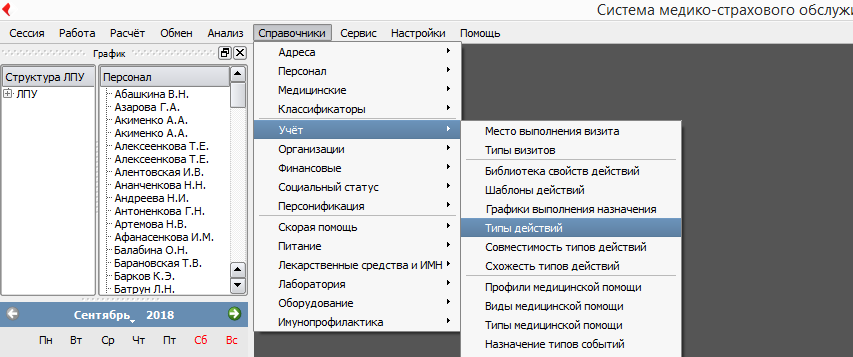 Система медико-страхового обслужи
Сессия Работа Расчёт Обмен Анализ Справочники Сервис Настройки Помощь
График
Структура ЛПУ
ЛПУ
Персонал
Абашкина В.Н.
Азарова Г.А.
Акименко А.А.
Акименко А.А.
Алексеенкова Т.Е.
Алексеенкова Т.Е.
Алентовская И.В.
Ананченкова Н.Н.
Андреева Н.И.
Антоненкова Г.Н.
Артемова Н.В.
Афанасенкова И.М.
Балабина О.Н.
Барановская Т.В.
Барков К.Э.
Батрун Л.Н.
Сентябрь 2018
Пн Вт Ср Чт Пт Сб Вс
Адреса
Персонал
Медицинские
Классификаторы
Учёт
Организации
Финансовые
Социальный статус
Персонификация
Скорая помощь
Питание
Лекарственные средства и ИМН
Лаборатория
Оборудование
Имунопрофилактика
Место выполнения визита
Типы визитов
Библиотека свойств действий
Шаблоны действий
Графики выполнения назначения
Типы действий
Совместимость типов действий
Схожесть типов действий
Профили медицинской помощи
Виды медицинской помощи
Типы медицинской помощи
Назначение типов событий